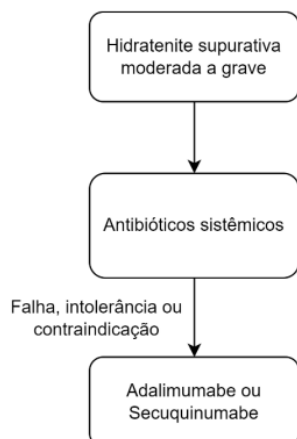 Hidratenite supurativa
moderada a grave
Antibióticos sistêmicos
Falha, intolerância ou
contraindicação
Adalimumabe ou
Secuquinumabe